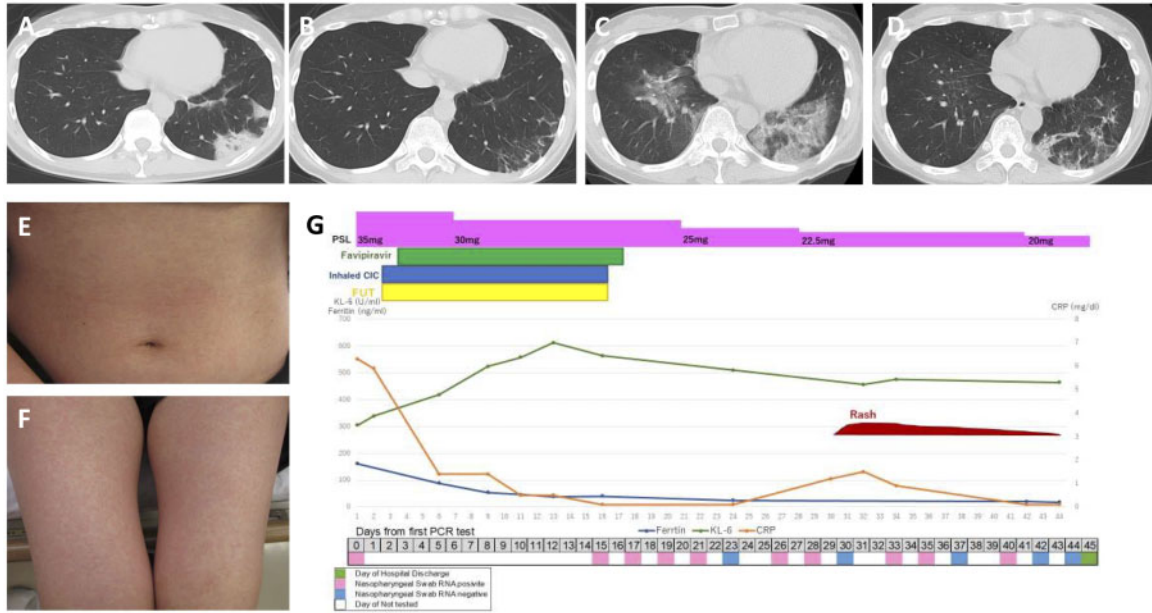 A
B
C
D
E
F
G
PSL 35mg 30mg 25mg 22.5mg 20mg
Favipiravir
Inhaled CIC
FUT
KL-6 (U/ml)
Ferritin (ng/ml)
CRP (mg/dl)
700 8
600 7
500 6
400 5
300 4
200 3
100 2
0 1
0
Rash
1 2 3 4 5 6 7 8 9 10 11 12 13 14 15 16 17 18 19 20 21 22 23 24 25 26 27 28 29 30 31 32 33 34 35 36 37 38 39 40 41 42 43 44
Days from first PCR test
Ferrtin KL-6 CRP
0 1 2 3 4 5 6 7 8 9 10 11 12 13 14 15 16 17 18 19 20 21 22 23 24 25 26 27 28 29 30 31 32 33 34 35 36 37 38 39 40 41 42 43 44 45
Day of Hospital Discharge
Nasopharyngeal Swab RNA posivite
Nasopharyngeal Swab RNA negative
Day of Not tested